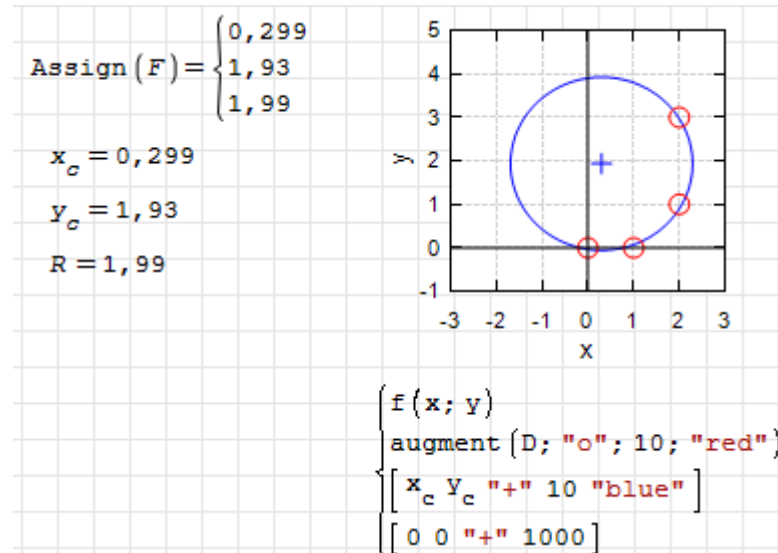 Assign(F)={0,299
1,93
1,99
x_c=0,299
y_c=1,93
R=1,99
5
4
3
2
1
0
-1
y
-3 -2 -1 0 1 2 3
x
f(x; y)
augment(D; "o"; 10; "red")
[x_c y_c "+" 10 "blue"]
[0 0 "+" 1000]